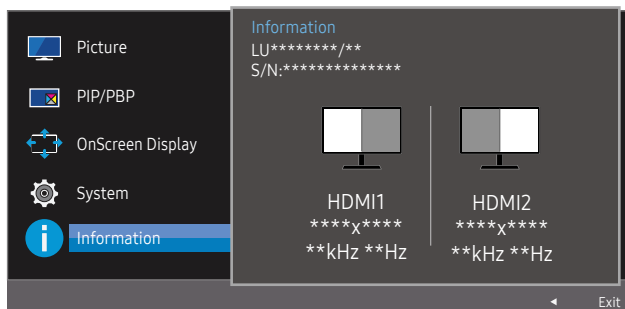 Picture
PIP/PBP
OnScreen Display
System
Information
Information
LU********/**
S/N:**************
HDMI1
****x****
**kHz **Hz
HDMI2
****x****
**kHz **Hz
Exit